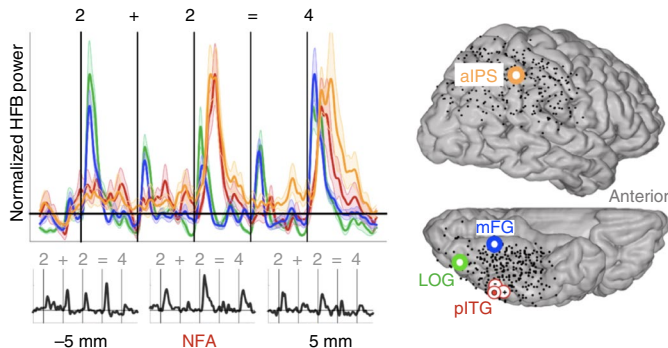 2 + 2 = 4
Normalized HFB power
aIPS
Anterior
mFG
LOG
pITG
2 + 2 = 4 2 + 2 = 4 2 + 2 = 4
–5 mm NFA 5 mm